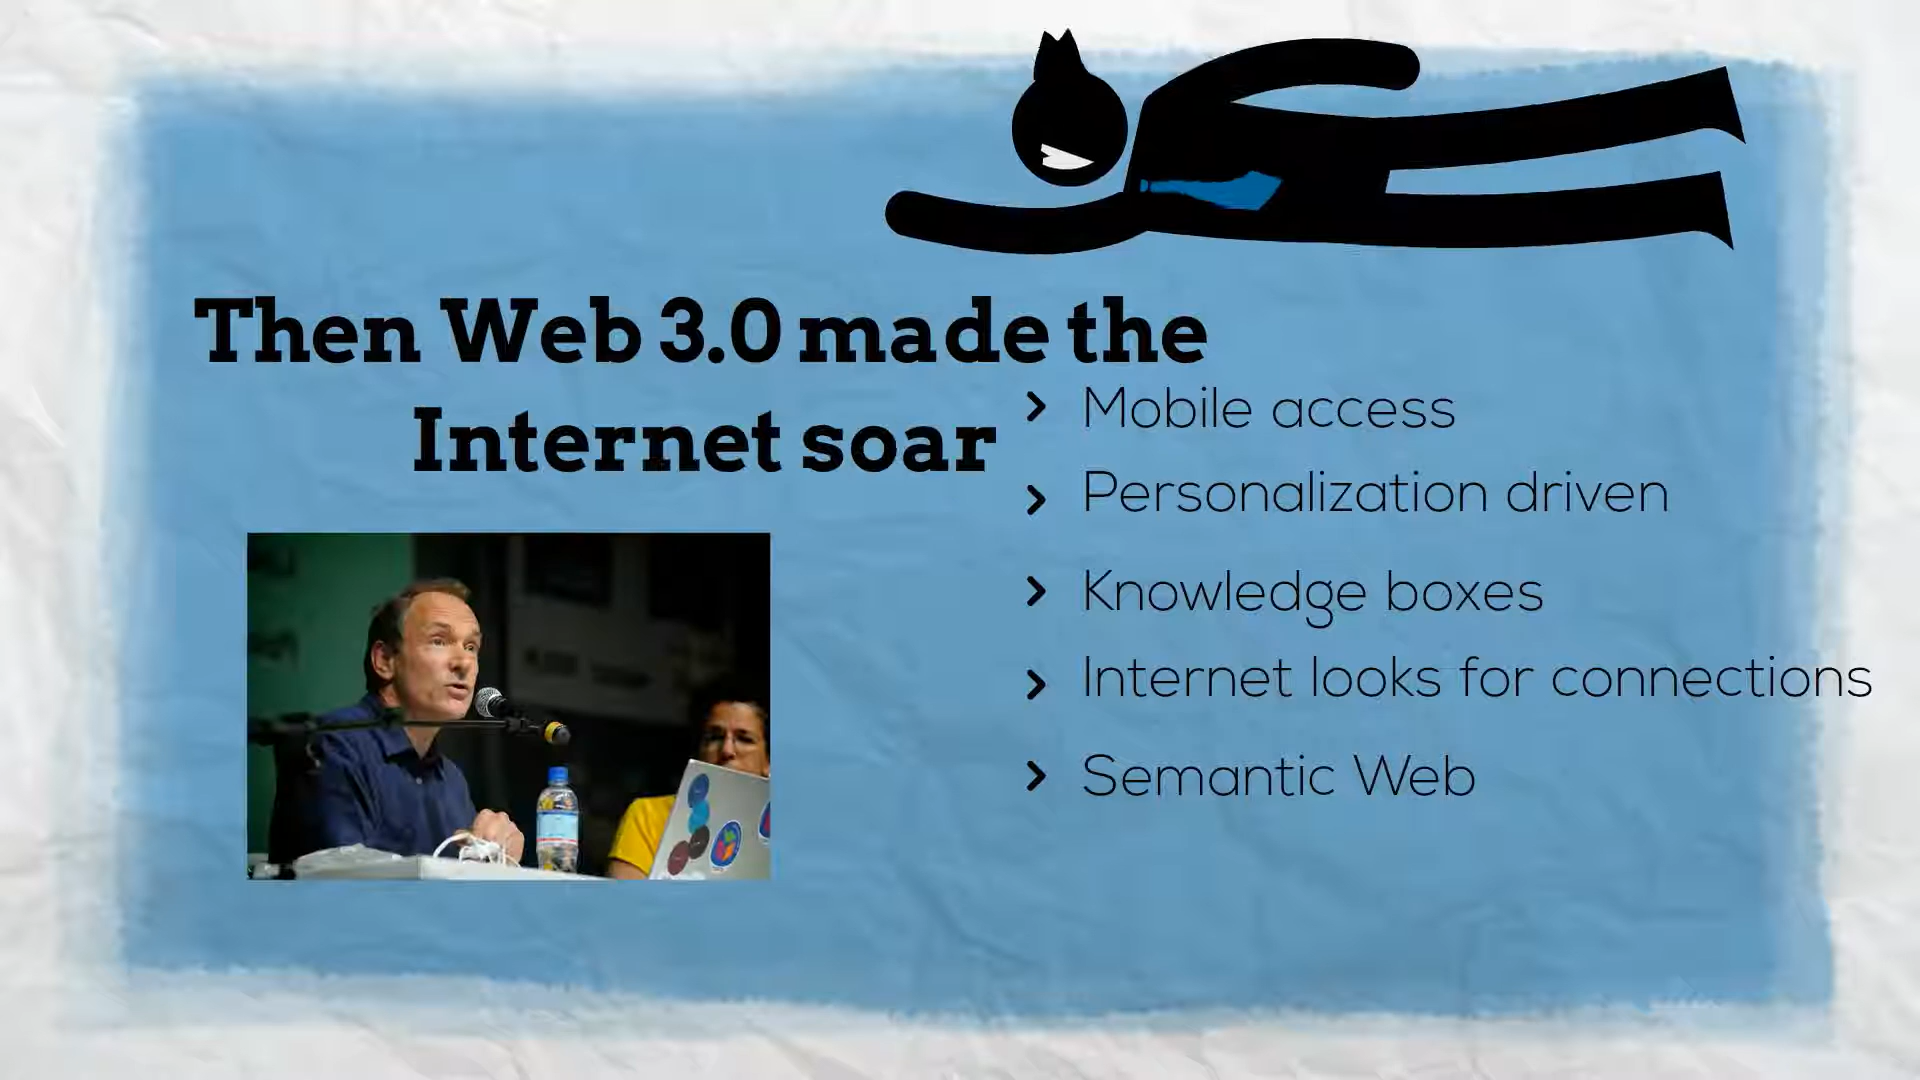 Then Web 3.0 made the
Internet soar
Mobile access
Personalization driven
Knowledge boxes
Internet looks for connections
Semantic Web